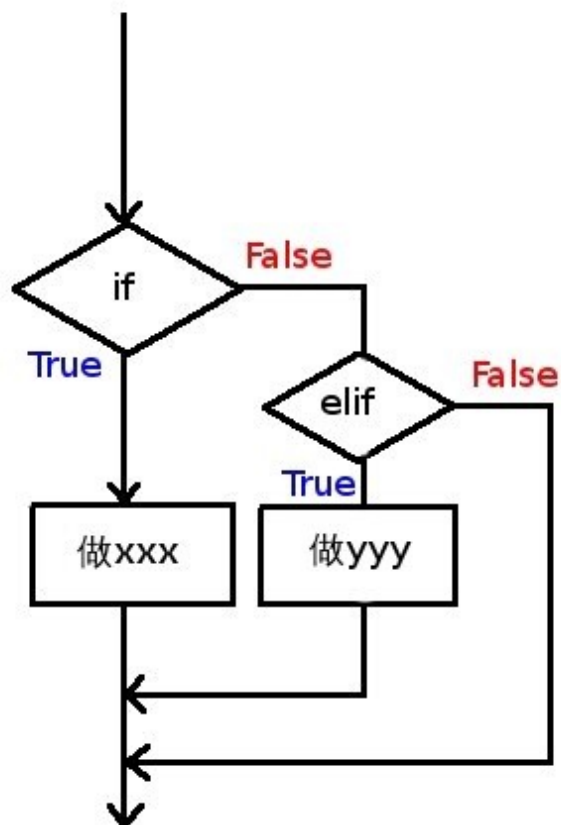 if
False
True
elif
False
True
做xxx
做yyy